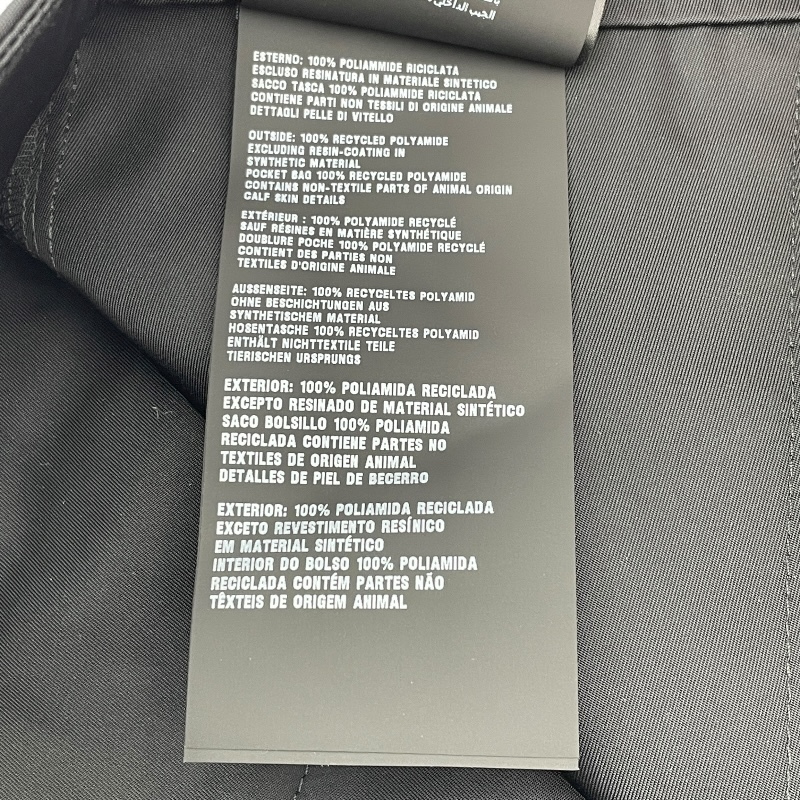 الجيب الداخلي
ESTERNO: 100% POLIAMMIDE RICICLATA
ESCLUSO RESINATURA IN MATERIALE SINTETICO
SACCO TASCA 100% POLIAMMIDE RICICLATA
CONTIENE PARTI NON TESSILI DI ORIGINE ANIMALE
DETTAGLI PELLE DI VITELLO
OUTSIDE: 100% RECYCLED POLYAMIDE
EXCLUDING RESIN-COATING IN
SYNTHETIC MATERIAL
POCKET BAG 100% RECYCLED POLYAMIDE
CONTAINS NON-TEXTILE PARTS OF ANIMAL ORIGIN
CALF SKIN DETAILS
EXTÉRIEUR : 100% POLYAMIDE RECYCLÉ
SAUF RÉSINES EN MATIÈRE SYNTHÉTIQUE
DOUBLURE POCHE 100% POLYAMIDE RECYCLÉ
CONTIENT DES PARTIES NON
TEXTILES D'ORIGINE ANIMALE
AUSSENSEITE: 100% RECYCELTES POLYAMID
OHNE BESCHICHTUNGEN AUS
SYNTHETISCHEM MATERIAL
HOSENTASCHE 100% RECYCELTES POLYAMID
ENTHÄLT NICHTTEXTILE TEILE
TIERISCHEN URSPRUNGS
EXTERIOR: 100% POLIAMIDA RECICLADA
EXCEPTO RESINADO DE MATERIAL SINTÉTICO
SACO BOLSILLO 100% POLIAMIDA
RECICLADA CONTIENE PARTES NO
TEXTILES DE ORIGEN ANIMAL
DETALLES DE PIEL DE BECERRO
EXTERIOR: 100% POLIAMIDA RECICLADA
EXCETO REVESTIMENTO RESÍNICO
EM MATERIAL SINTÉTICO
INTERIOR DO BOLSO 100% POLIAMIDA
RECICLADA CONTÉM PARTES NÃO
TÊXTEIS DE ORIGEM ANIMAL